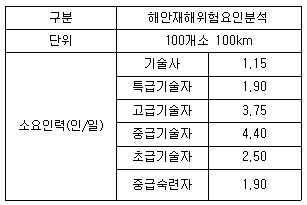 구분 해안재해위험요인분석
단위 100개소 100km
소요인력(인/일)
기술사 1.15
특급기술자 1.90
고급기술자 3.75
중급기술자 4.40
초급기술자 2.50
중급숙련자 1.90